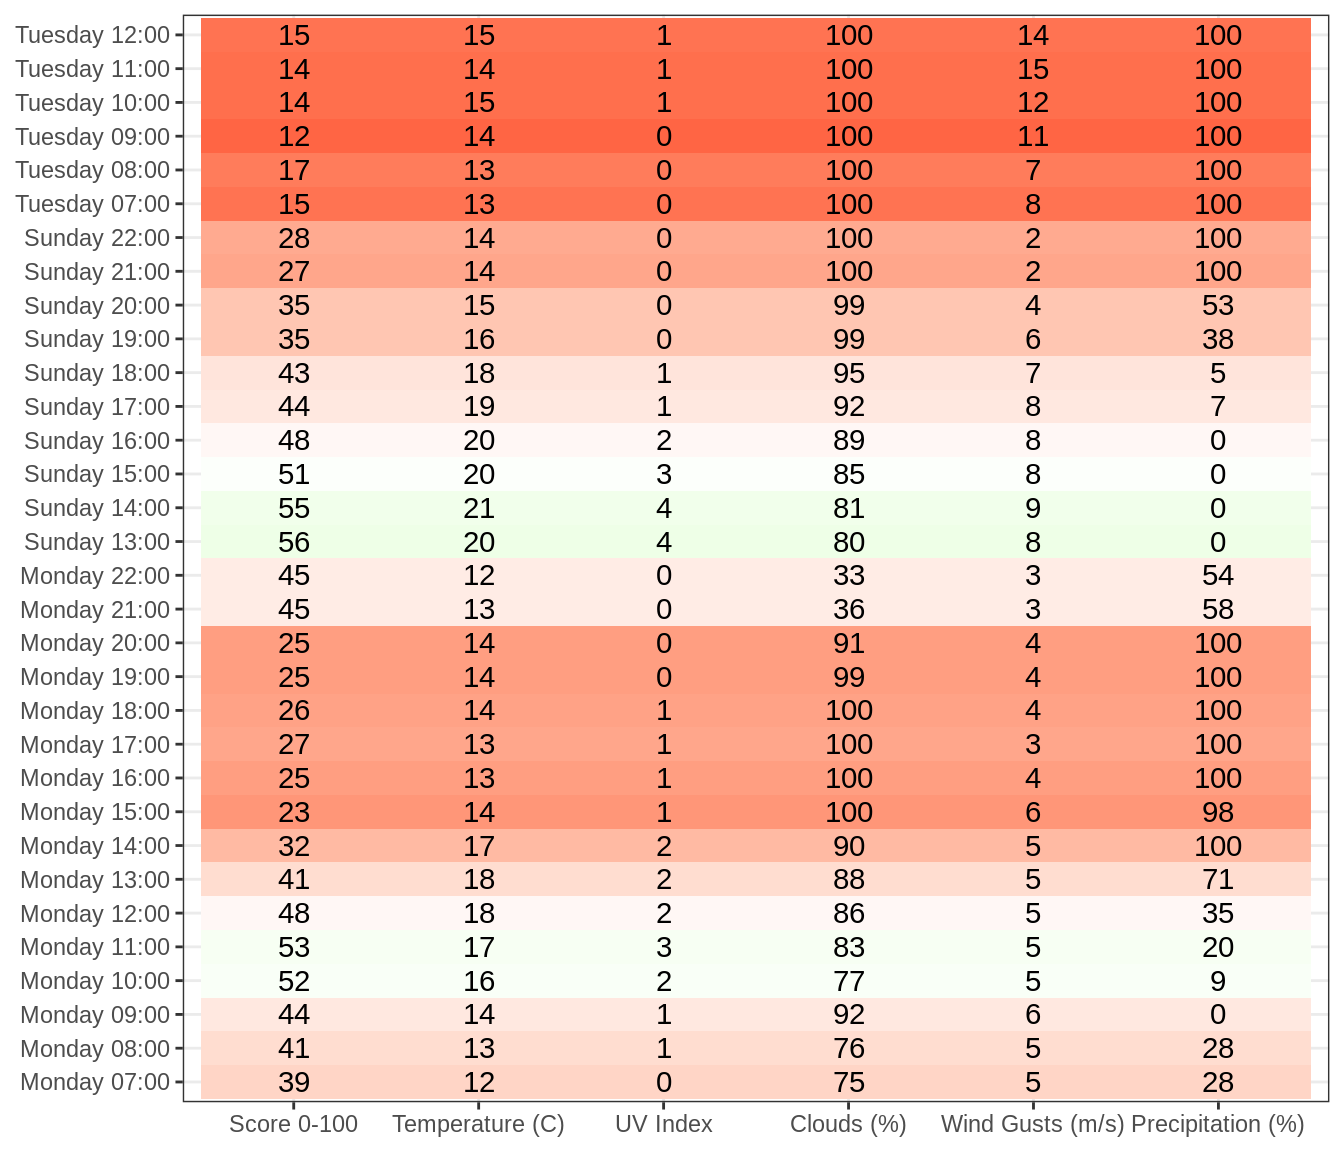 Tuesday 12:00 15 15 1 100 14 100
Tuesday 11:00 14 14 1 100 15 100
Tuesday 10:00 14 15 1 100 12 100
Tuesday 09:00 12 14 0 100 11 100
Tuesday 08:00 17 13 0 100 7 100
Tuesday 07:00 15 13 0 100 8 100
Sunday 22:00 28 14 0 100 2 100
Sunday 21:00 27 14 0 100 2 100
Sunday 20:00 35 15 0 99 4 53
Sunday 19:00 35 16 0 99 6 38
Sunday 18:00 43 18 1 95 7 5
Sunday 17:00 44 19 1 92 8 7
Sunday 16:00 48 20 2 89 8 0
Sunday 15:00 51 20 3 85 8 0
Sunday 14:00 55 21 4 81 9 0
Sunday 13:00 56 20 4 80 8 0
Monday 22:00 45 12 0 33 3 54
Monday 21:00 45 13 0 36 3 58
Monday 20:00 25 14 0 91 4 100
Monday 19:00 25 14 0 99 4 100
Monday 18:00 26 14 1 100 4 100
Monday 17:00 27 13 1 100 3 100
Monday 16:00 25 13 1 100 4 100
Monday 15:00 23 14 1 100 6 98
Monday 14:00 32 17 2 90 5 100
Monday 13:00 41 18 2 88 5 71
Monday 12:00 48 18 2 86 5 35
Monday 11:00 53 17 3 83 5 20
Monday 10:00 52 16 2 77 5 9
Monday 09:00 44 14 1 92 6 0
Monday 08:00 41 13 1 76 5 28
Monday 07:00 39 12 0 75 5 28
Score 0-100 Temperature (C) UV Index Clouds (%) Wind Gusts (m/s) Precipitation (%)